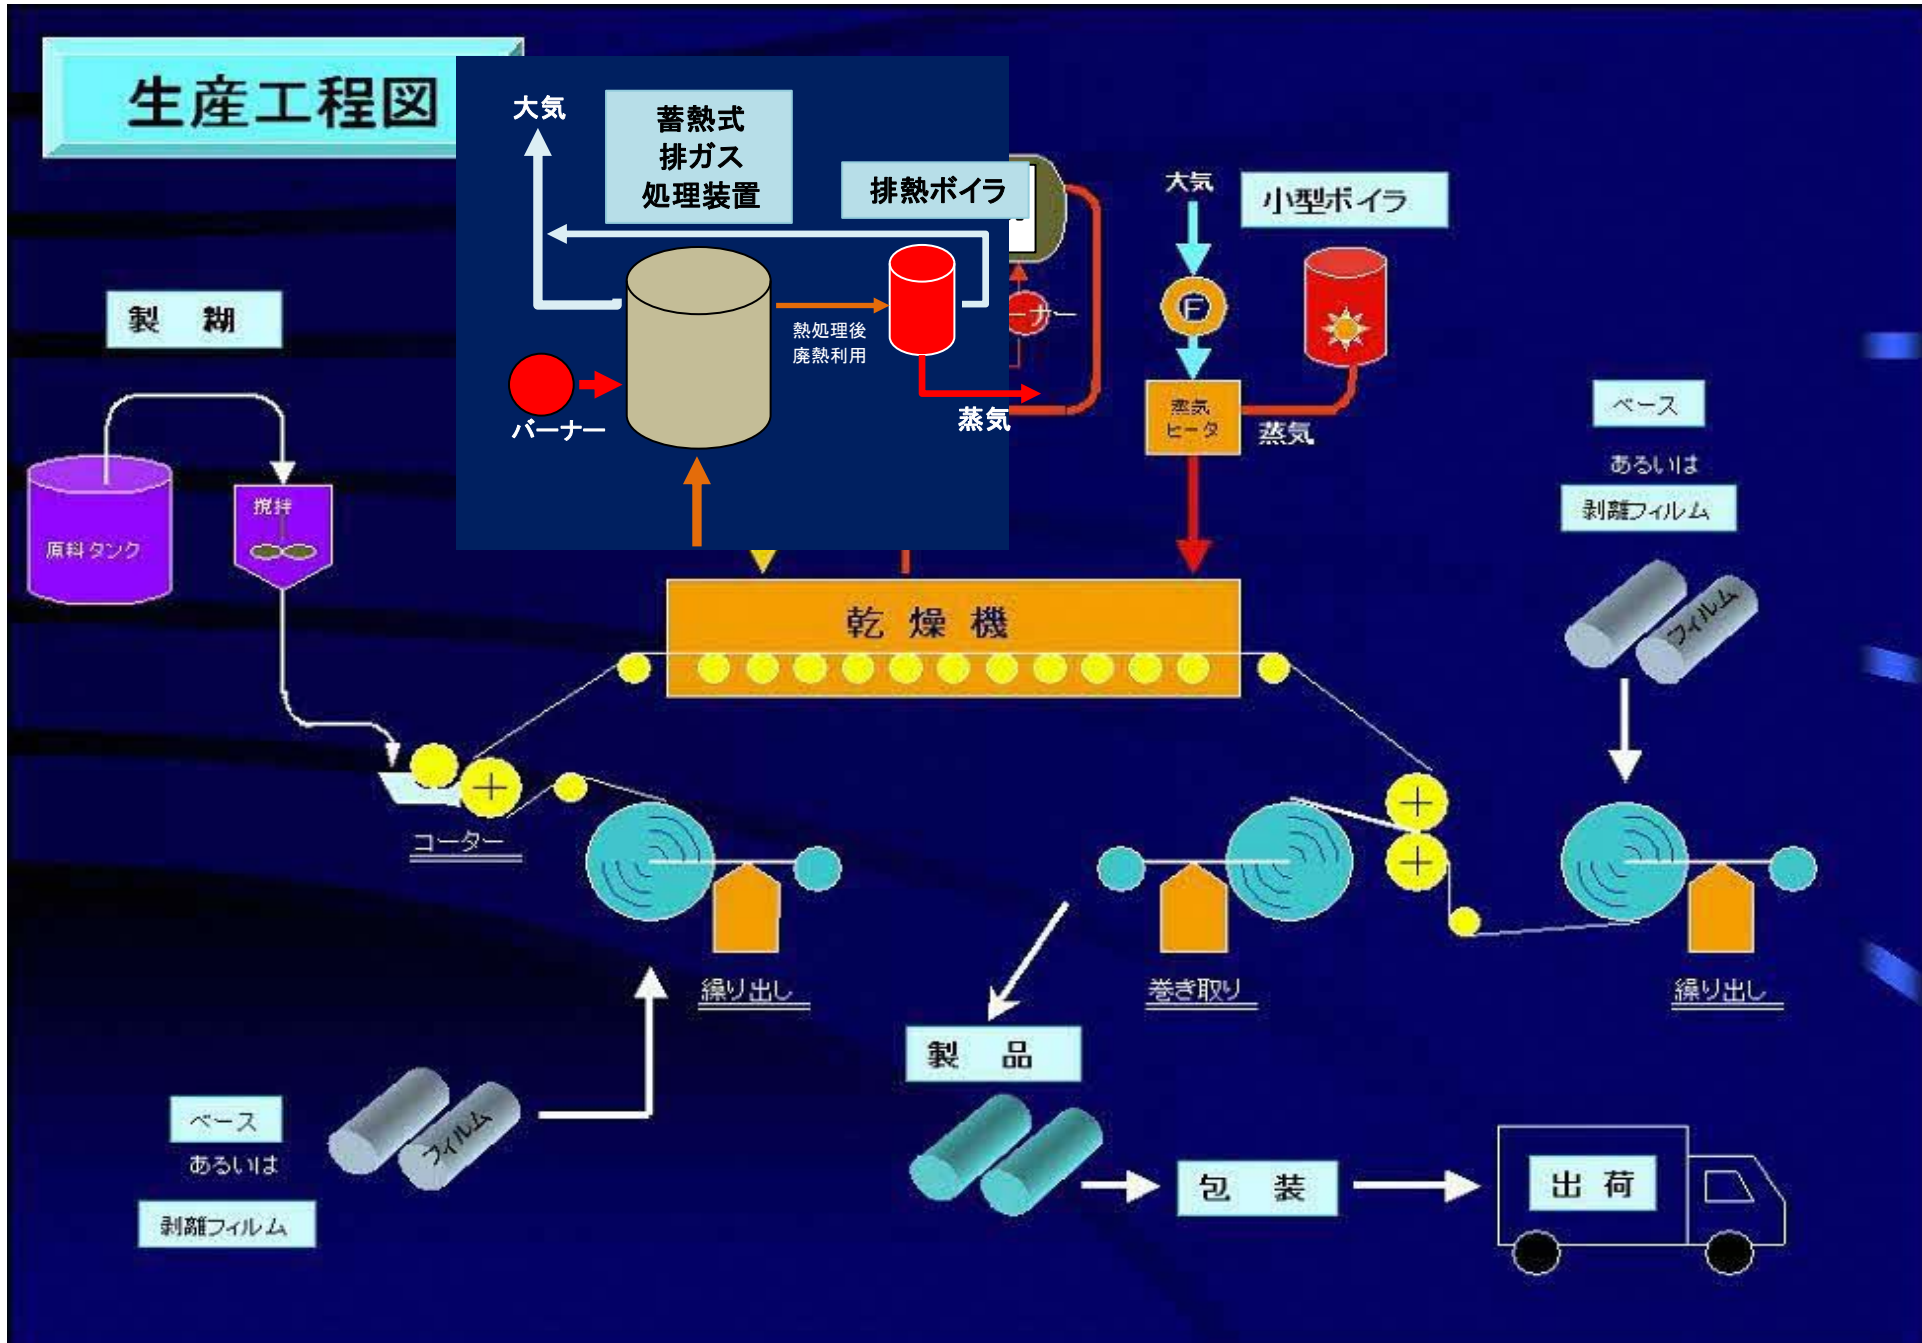 生産工程図
大気
蓄熱式
排ガス
処理装置
排熱ボイラ
大気
小型ボイラ
製 糊
熱処理後
廃熱利用
ーナー
F
バーナー
蒸気
蒸気
ヒータ
蒸気
ベース
あるいは
剥離フィルム
原料タンク
撹拌
フィルム
乾燥機
コーター
繰り出し
巻き取り
繰り出し
製 品
ベース
あるいは
剥離フィルム
フィルム
包 装
出 荷